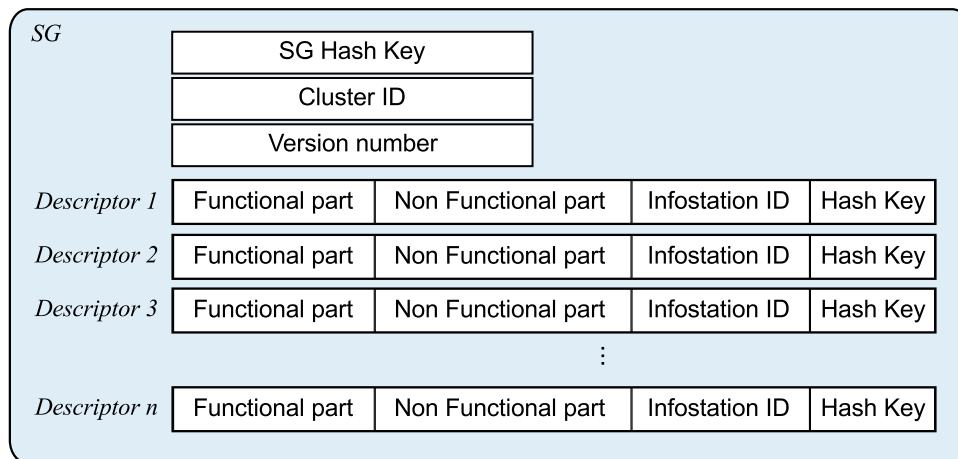 SG
SG Hash Key
Cluster ID
Version number
Descriptor 1 Functional part Non Functional part Infostation ID Hash Key
Descriptor 2 Functional part Non Functional part Infostation ID Hash Key
Descriptor 3 Functional part Non Functional part Infostation ID Hash Key
⋮
Descriptor n Functional part Non Functional part Infostation ID Hash Key